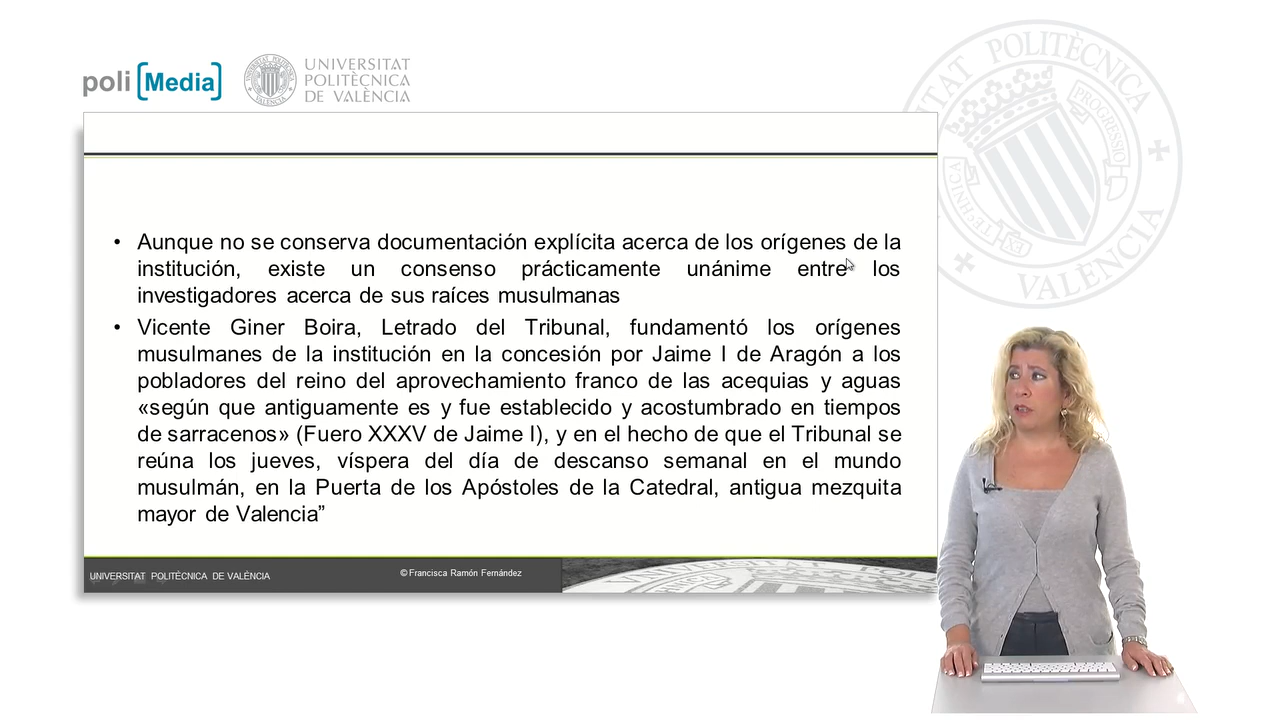 poli [Media]
UNIVERSITAT
POLITÈCNICA
DE VALÈNCIA
POLITÈCNICA
VALÈNCIA
PROGRESSIO
• Aunque no se conserva documentación explícita acerca de los orígenes de la
institución, existe un consenso prácticamente unánime entre los
investigadores acerca de sus raíces musulmanas
• Vicente Giner Boira, Letrado del Tribunal, fundamentó los orígenes
musulmanes de la institución en la concesión por Jaime I de Aragón a los
pobladores del reino del aprovechamiento franco de las acequias y aguas
«según que antiguamente es y fue establecido y acostumbrado en tiempos
de sarracenos» (Fuero XXXV de Jaime I), y en el hecho de que el Tribunal se
reúna los jueves, víspera del día de descanso semanal en el mundo
musulmán, en la Puerta de los Apóstoles de la Catedral, antigua mezquita
mayor de Valencia”
UNIVERSITAT POLITÈCNICA DE VALÈNCIA
© Francisca Ramón Fernández